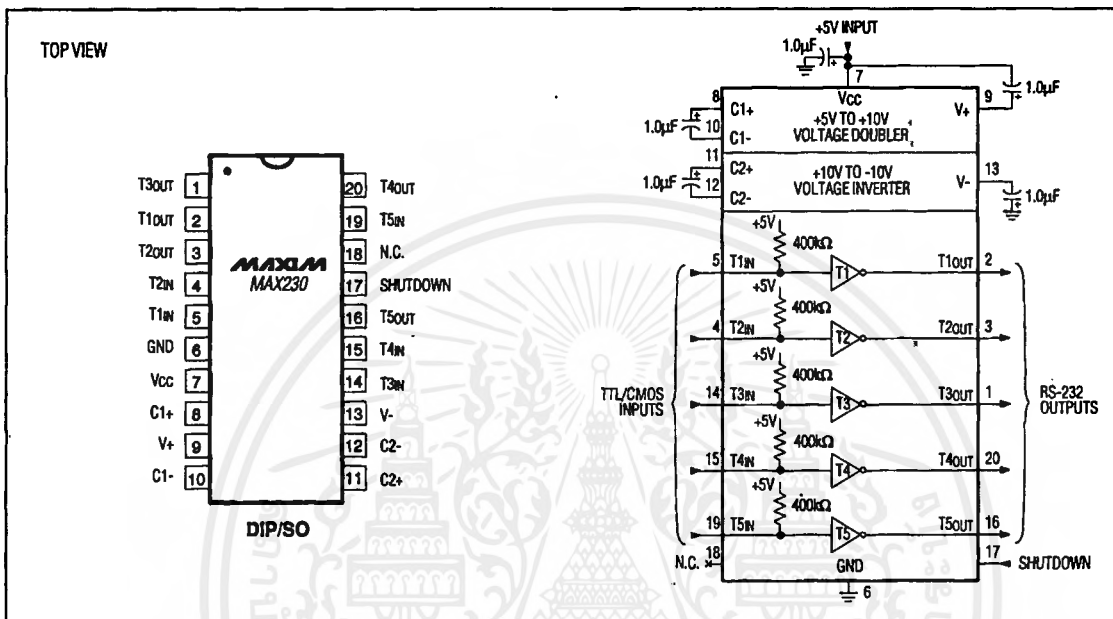 TOP VIEW
T3OUT 1
T1OUT 2
T2OUT 3
T2IN 4
T1IN 5
GND 6
VCC 7
C1+ 8
V+ 9
C1- 10
MAXIM
MAX230
20 T4OUT
19 T5IN
18 N.C.
17 SHUTDOWN
16 T5OUT
15 T4IN
14 T3IN
13 V-
12 C2-
11 C2+
DIP/SO
+5V INPUT
1.0µF
7
VCC
8 C1+
10 C1-
1.0µF
+5V TO +10V
VOLTAGE DOUBLER
V+ 9
1.0µF
11 C2+
12 C2-
1.0µF
+10V TO -10V
VOLTAGE INVERTER
V- 13
1.0µF
+5V
400kΩ
5 T1IN T1 T1OUT 2
+5V
400kΩ
4 T2IN T2 T2OUT 3
+5V
400kΩ
TTL/CMOS
INPUTS
14 T3IN T3 T3OUT 1
RS-232
OUTPUTS
+5V
400kΩ
15 T4IN T4 T4OUT 20
+5V
400kΩ
19 T5IN T5 T5OUT 16
N.C. 18
GND
17 SHUTDOWN
6